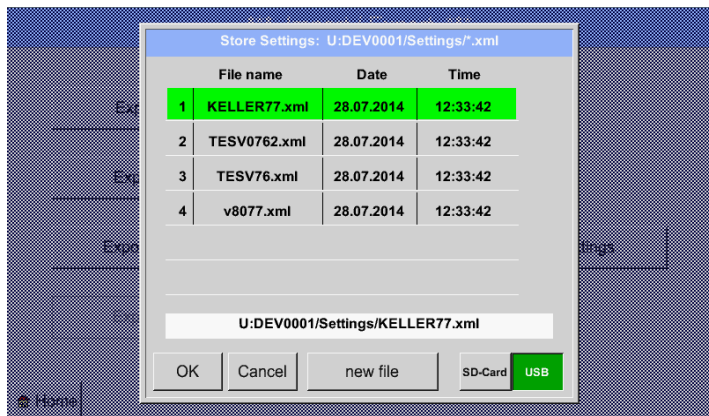 Store Settings: U:DEV0001/Settings/*.xml
File name Date Time
1 KELLER77.xml 28.07.2014 12:33:42
2 TESV0762.xml 28.07.2014 12:33:42
3 TESV76.xml 28.07.2014 12:33:42
4 v8077.xml 28.07.2014 12:33:42
U:DEV0001/Settings/KELLER77.xml
OK Cancel new file SD-Card USB
Home